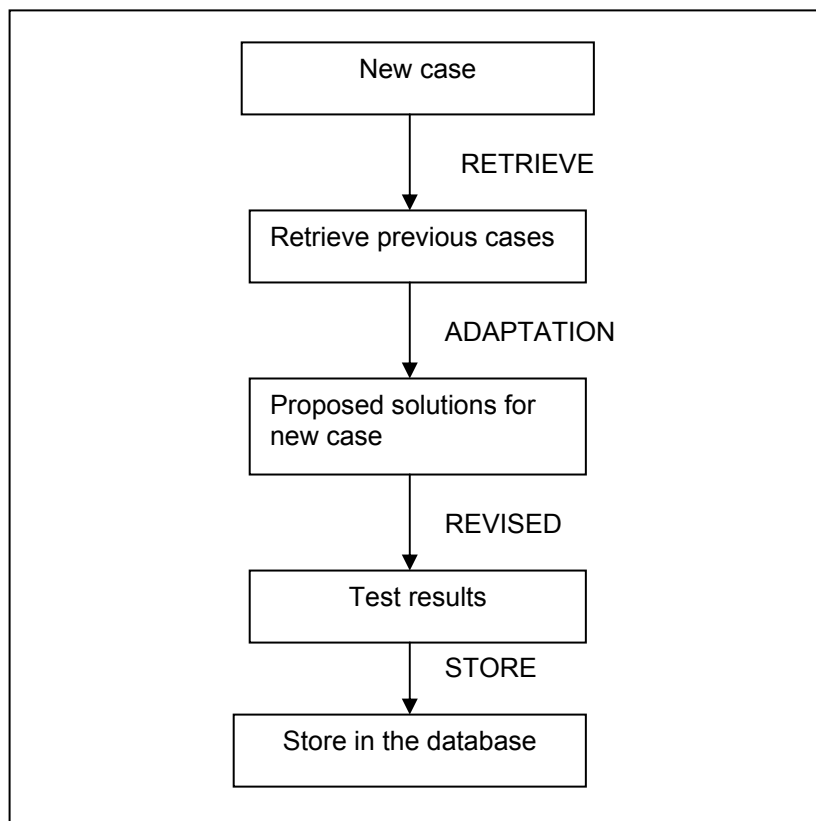 New case
RETRIEVE
Retrieve previous cases
ADAPTATION
Proposed solutions for
new case
REVISED
Test results
STORE
Store in the database